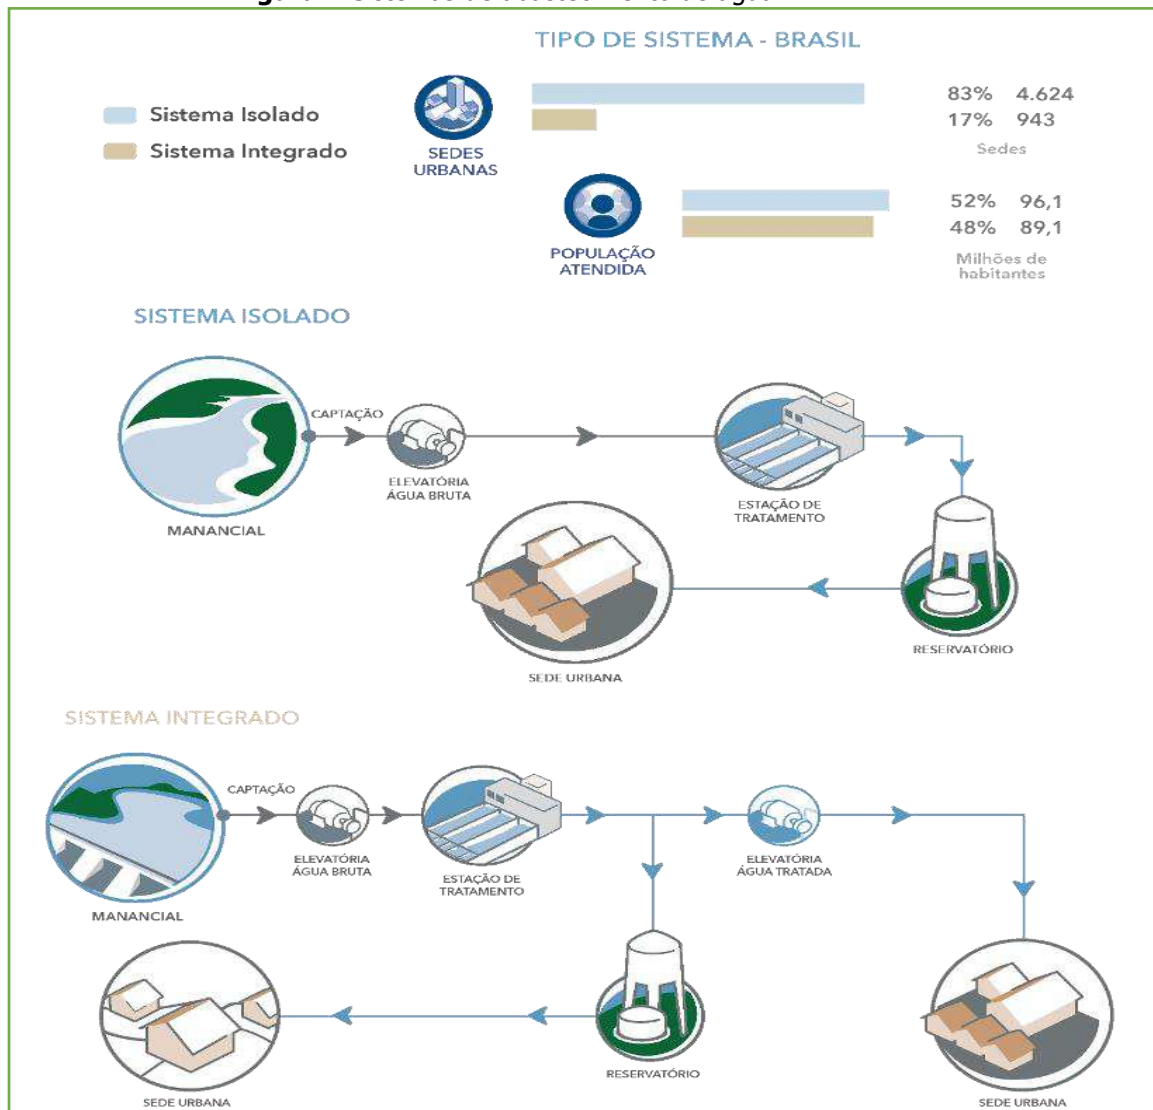 TIPO DE SISTEMA - BRASIL
Sistema Isolado
Sistema Integrado
SEDES
URBANAS
83% 4.624
17% 943
Sedes
POPULAÇÃO
ATENDIDA
52% 96,1
48% 89,1
Milhões de
habitantes
SISTEMA ISOLADO
MANANCIAL
CAPTAÇÃO
ELEVATÓRIA
ÁGUA BRUTA
ESTAÇÃO DE
TRATAMENTO
RESERVATÓRIO
SEDE URBANA
SISTEMA INTEGRADO
MANANCIAL
CAPTAÇÃO
ELEVATÓRIA
ÁGUA BRUTA
ESTAÇÃO DE
TRATAMENTO
ELEVATÓRIA
ÁGUA TRATADA
SEDE URBANA
RESERVATÓRIO
SEDE URBANA